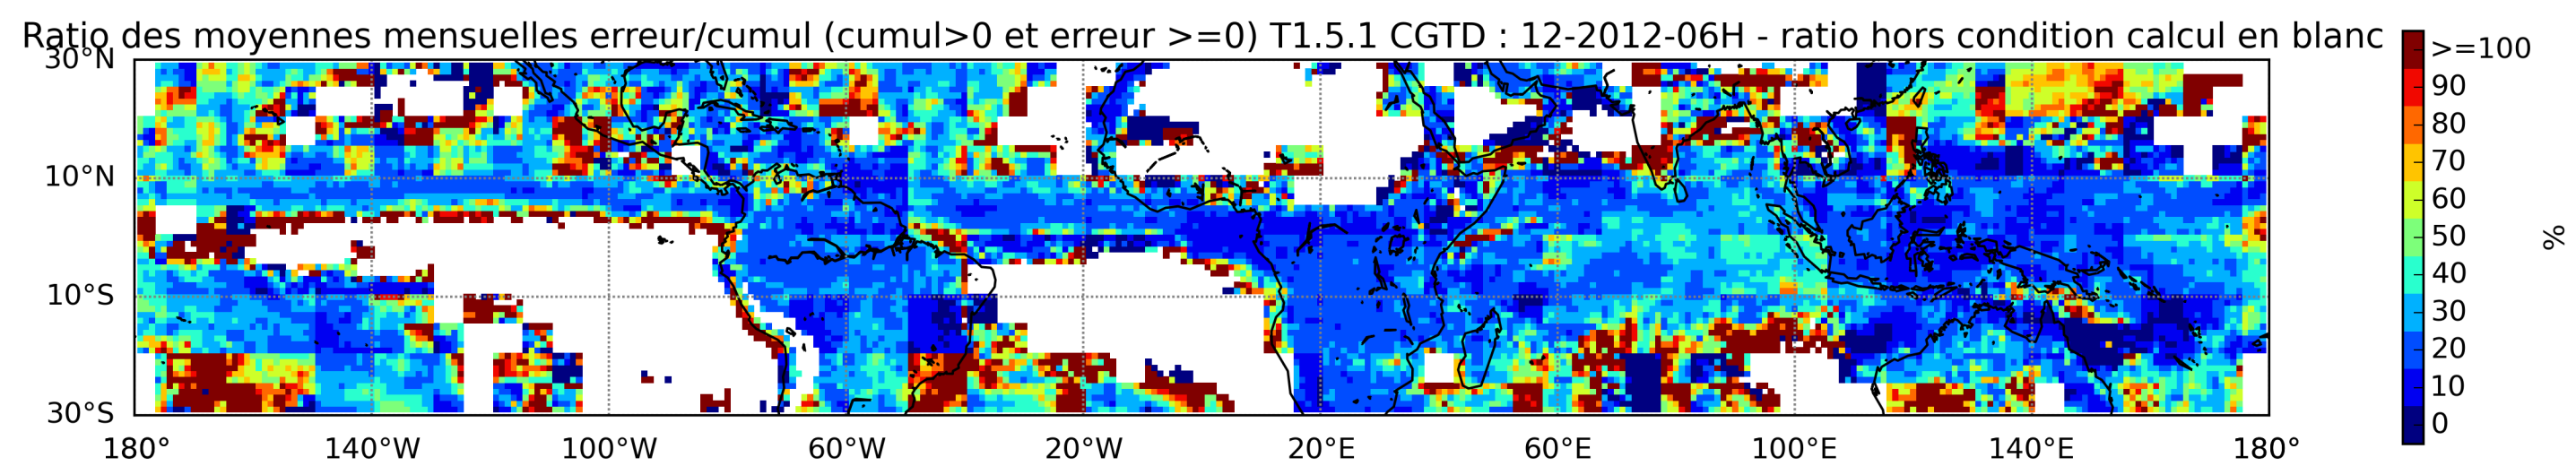 Ratio des moyennes mensuelles erreur/cumul (cumul>0 et erreur >=0) T1.5.1 CGTD : 12-2012-06H - ratio hors condition calcul en blanc
30°N
10°N
10°S
30°S
180°
140°W
100°W
60°W
20°W
20°E
60°E
100°E
140°E
180°
>=100
90
80
70
60
50
40
30
20
10
0
%